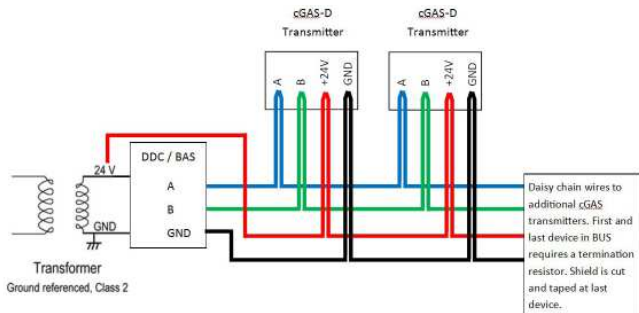 cGAS-D
Transmitter
cGAS-D
Transmitter
A
B
+24V
GND
A
B
+24V
GND
24 V
DDC / BAS
A
B
GND
GND
Transformer
Ground referenced, Class 2
Daisy chain wires to
additional cGAS
transmitters. First and
last device in BUS
requires a termination
resistor. Shield is cut
and taped at last
device.